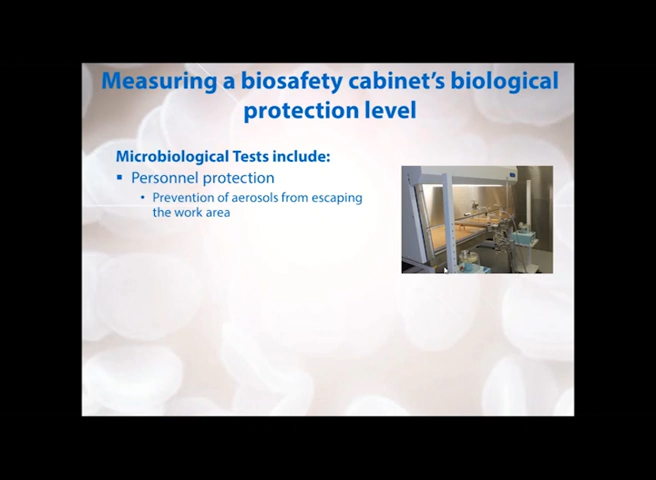 Measuring a biosafety cabinet's biological
protection level
Microbiological Tests include:
▪ Personnel protection
• Prevention of aerosols from escaping
the work area